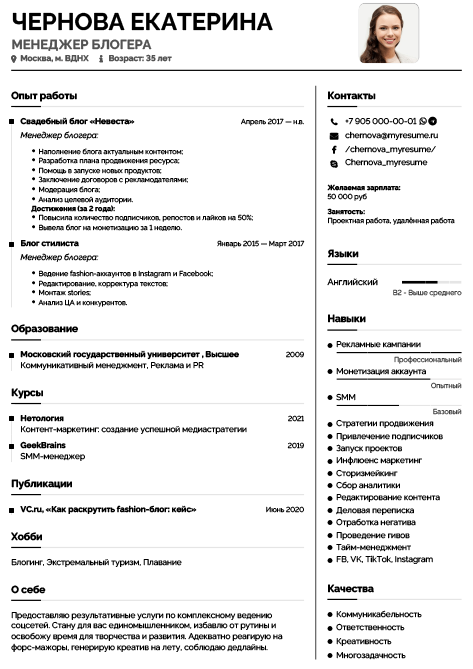 ЧЕРНОВА ЕКАТЕРИНА
МЕНЕДЖЕР БЛОГЕРА
Москва, м. ВДНХ Возраст: 35 лет
Опыт работы
Свадебный блог «Невеста» Апрель 2017 — н.в.
Менеджер блогера:
Наполнение блога актуальным контентом;
Разработка плана продвижения ресурса;
Помощь в запуске новых продуктов;
Заключение договоров с рекламодателями;
Модерация блога;
Анализ целевой аудитории.
Достижения (за 2 года):
Повысила количество подписчиков, репостов и лайков на 50%;
Вывела блог на монетизацию за 1 неделю.
Блог стилиста Январь 2015 — Март 2017
Менеджер блогера:
Ведение fashion-аккаунтов в Instagram и Facebook;
Редактирование, корректура текстов;
Монтаж stories;
Анализ ЦА и конкурентов.
Образование
Московский государственный университет , Высшее 2009
Коммуникативный менеджмент, Реклама и PR
Курсы
Нетология 2021
Контент-маркетинг: создание успешной медиастратегии
GeekBrains 2019
SMM-менеджер
Публикации
VC.ru, «Как раскрутить fashion-блог: кейс» Июнь 2020
Хобби
Блогинг, Экстремальный туризм, Плавание
О себе
Предоставляю результативные услуги по комплексному ведению
соцсетей. Стану для вас единомышленником, избавлю от рутины и
освобожу время для творчества и развития. Адекватно реагирую на
форс-мажоры, генерирую креатив на лету, соблюдаю дедлайны.
Контакты
+7 905 000-00-01
chernova@myresume.ru
/chernova_myresume/
Chernova_myresume
Желаемая зарплата:
50 000 руб
Занятость:
Проектная работа, удалённая работа
Языки
Английский
B2 - Выше среднего
Навыки
Рекламные кампании
Профессиональный
Монетизация аккаунта
Опытный
SMM
Базовый
Стратегии продвижения
Привлечение подписчиков
Запуск проектов
Инфлюенс маркетинг
Сторизмейкинг
Сбор аналитики
Редактирование контента
Деловая переписка
Отработка негатива
Проведение гивов
Тайм-менеджмент
FB, VK, TikTok, Instagram
Качества
Коммуникабельность
Ответственность
Креативность
Многозадачность